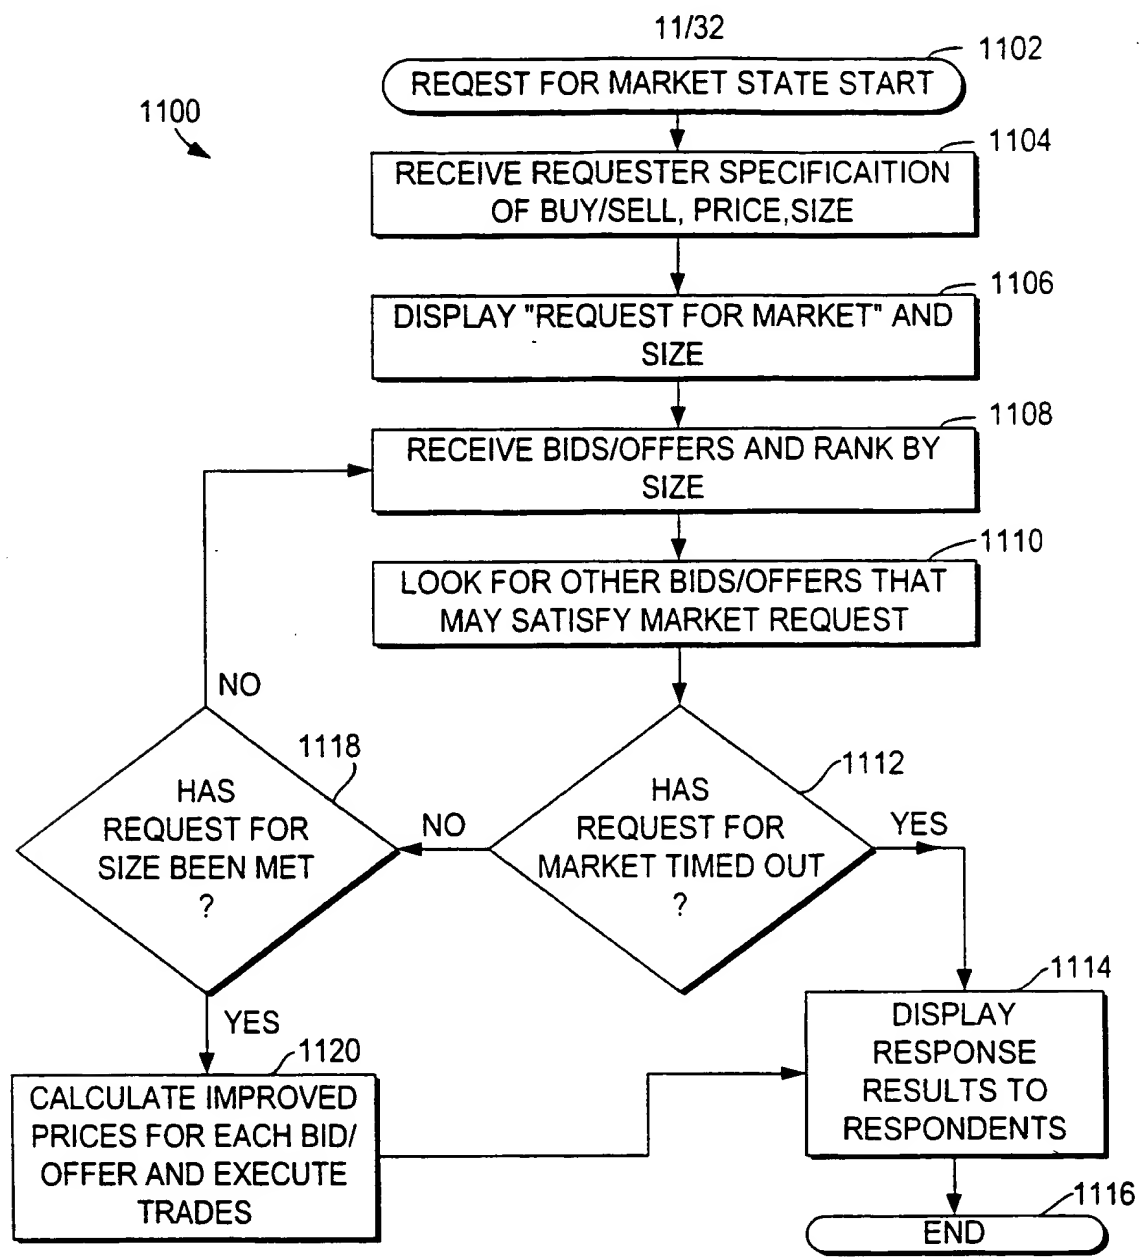 11/32
1102
REQEST FOR MARKET STATE START
1100
1104
RECEIVE REQUESTER SPECIFICAITION
OF BUY/SELL, PRICE,SIZE
1106
DISPLAY "REQUEST FOR MARKET" AND
SIZE
1108
RECEIVE BIDS/OFFERS AND RANK BY
SIZE
1110
LOOK FOR OTHER BIDS/OFFERS THAT
MAY SATISFY MARKET REQUEST
NO
1118
HAS
REQUEST FOR
SIZE BEEN MET
?
NO
1112
HAS
REQUEST FOR
MARKET TIMED OUT
?
YES
YES
1120
CALCULATE IMPROVED
PRICES FOR EACH BID/
OFFER AND EXECUTE
TRADES
1114
DISPLAY
RESPONSE
RESULTS TO
RESPONDENTS
1116
END